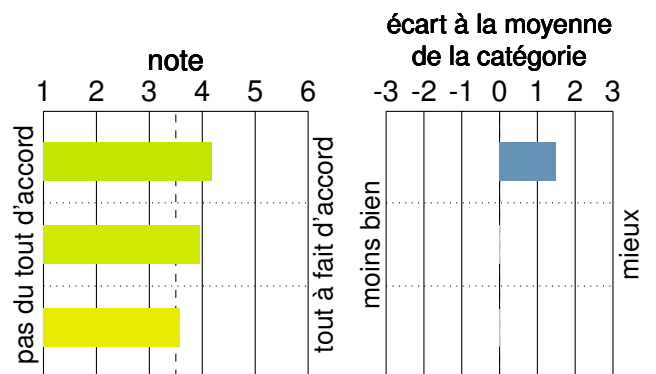 note
1 2 3 4 5 6
pas du tout d'accord
tout à fait d'accord
écart à la moyenne
de la catégorie
-3 -2 -1 0 1 2 3
moins bien
mieux